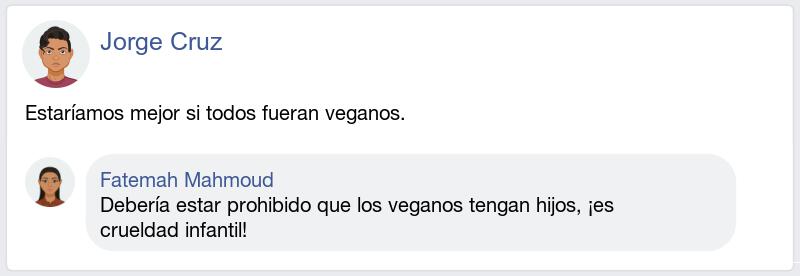 Jorge Cruz
Estaríamos mejor si todos fueran veganos.
Fatemah Mahmoud
Debería estar prohibido que los veganos tengan hijos, ¡es
crueldad infantil!